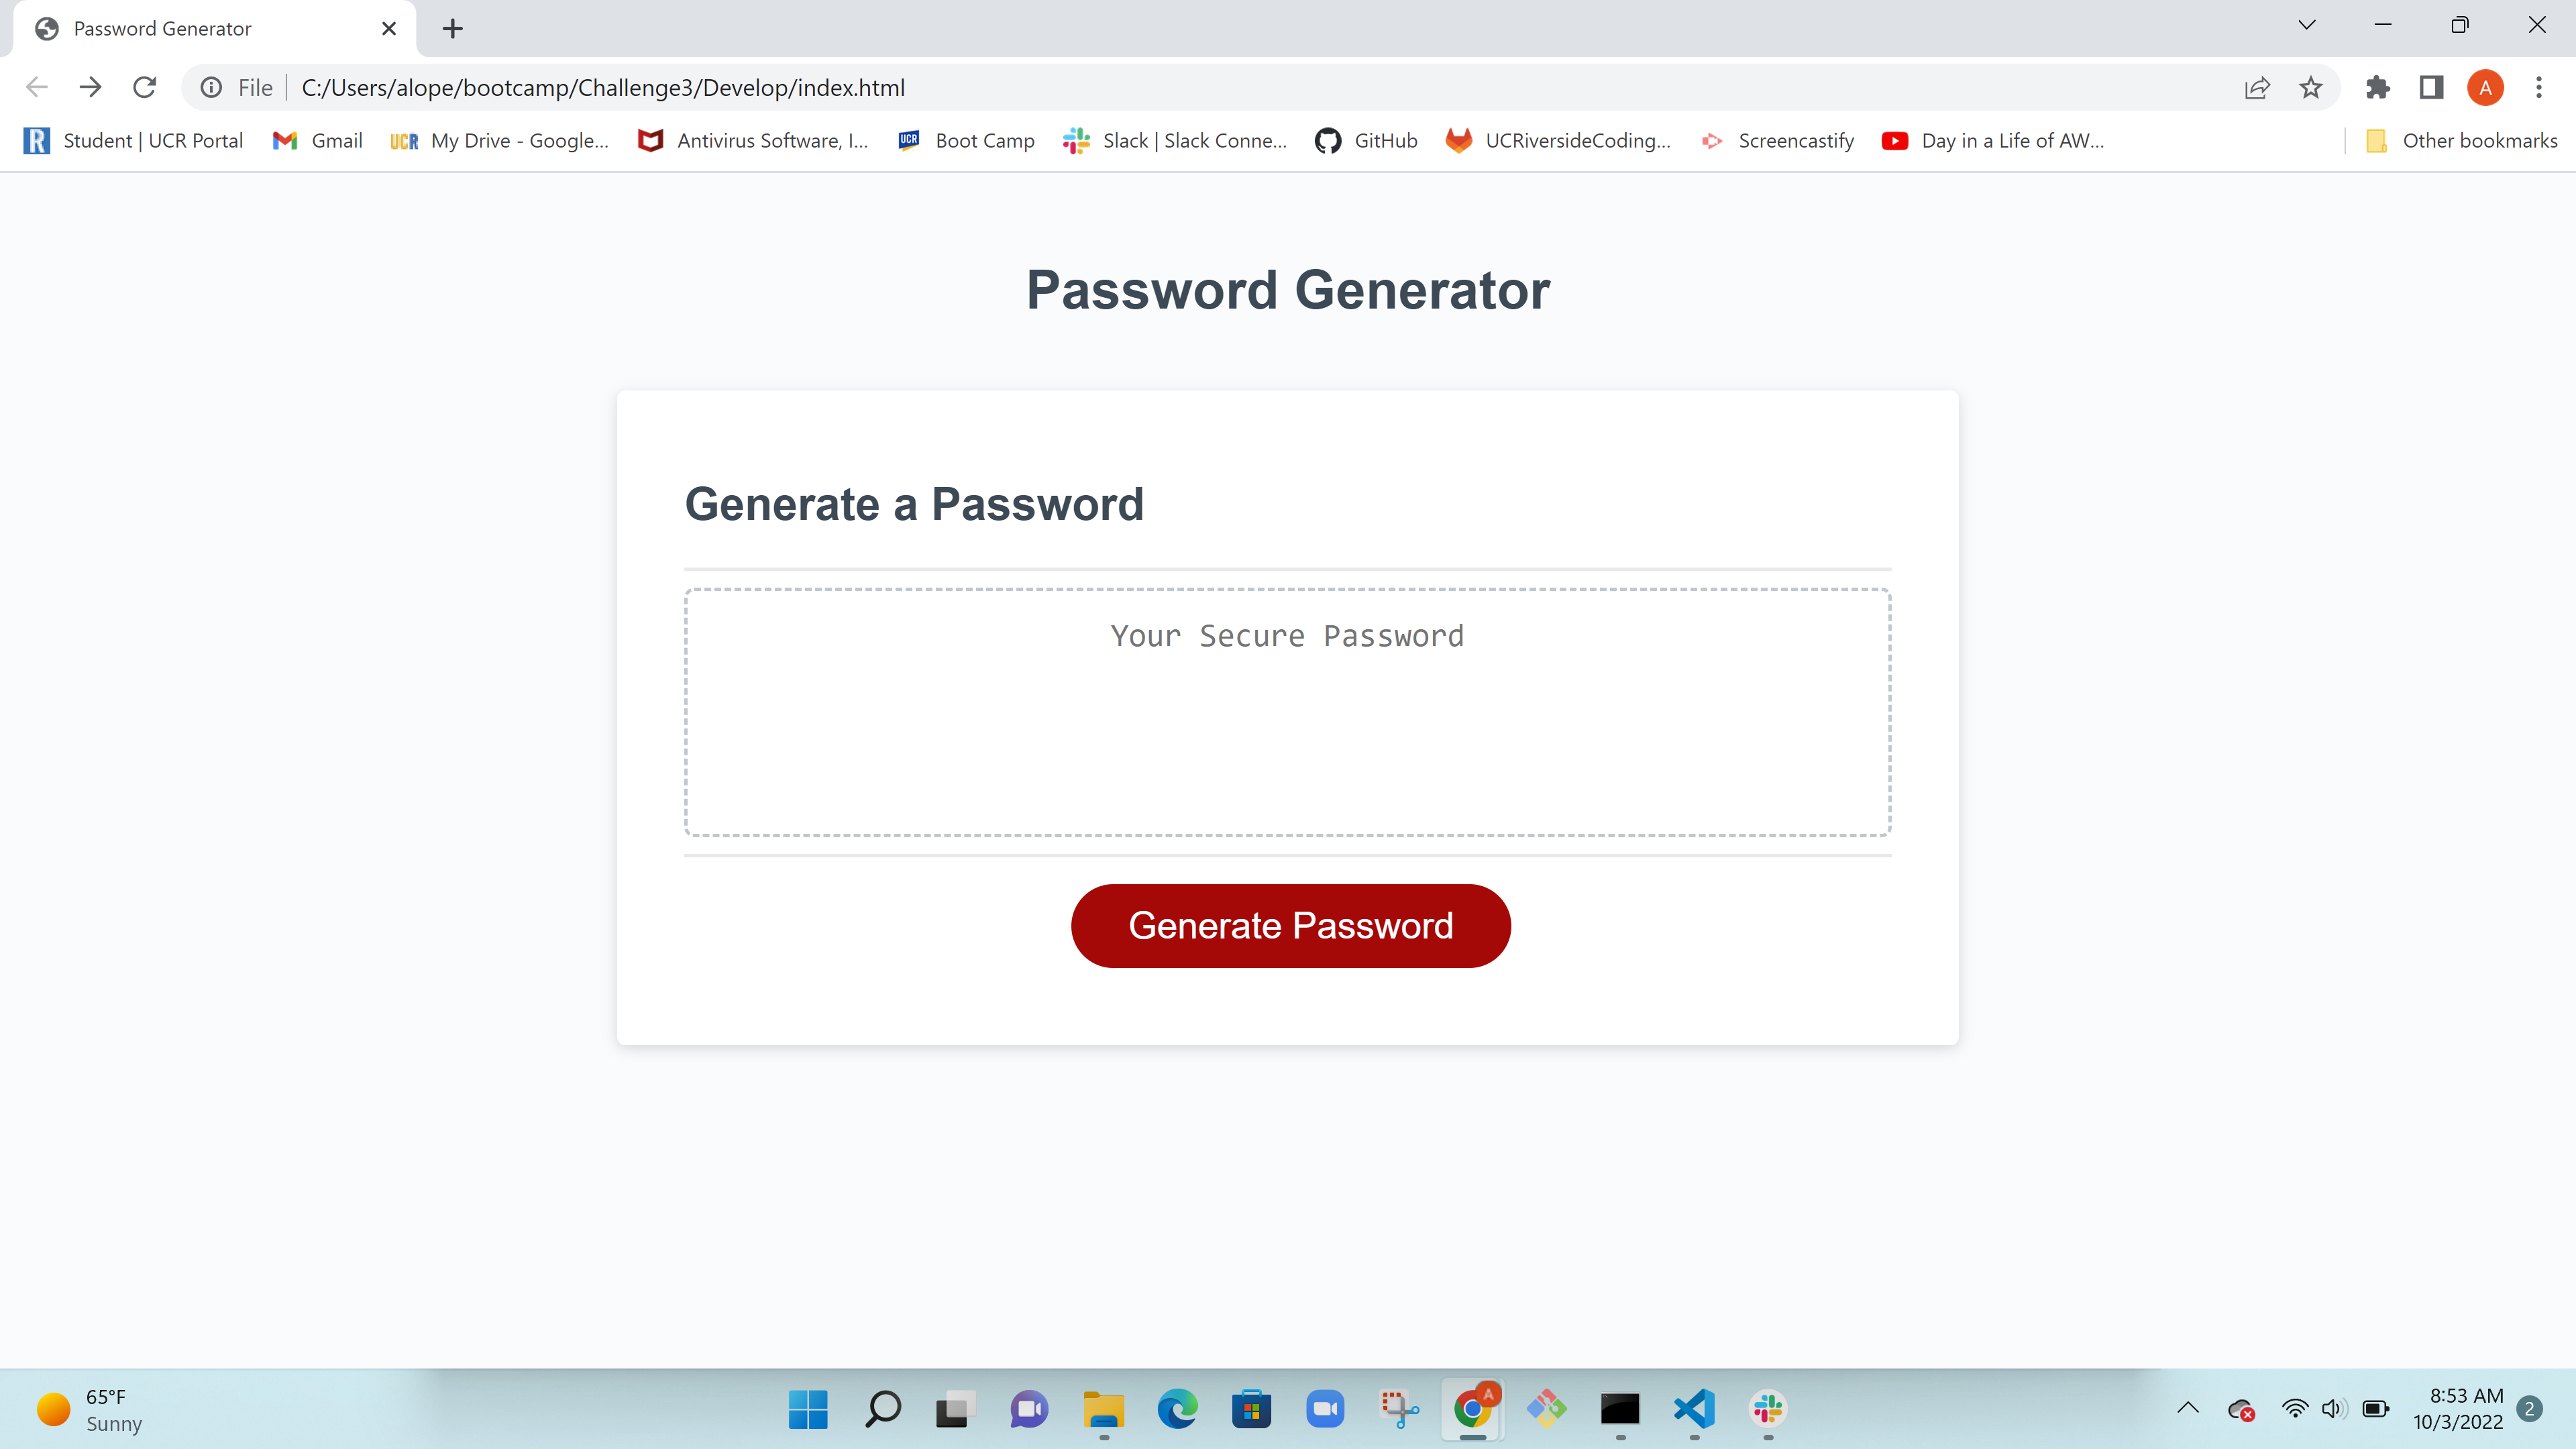 Password Generator
File C:/Users/alope/bootcamp/Challenge3/Develop/index.html A
R Student | UCR Portal Gmail UCR My Drive - Google... Antivirus Software, I... UCR Boot Camp Slack | Slack Conne... GitHub UCRiversideCoding... Screencastify Day in a Life of AW... Other bookmarks
Password Generator
Generate a Password
Your Secure Password
Generate Password
65°F
Sunny
A
8:53 AM
10/3/2022
2